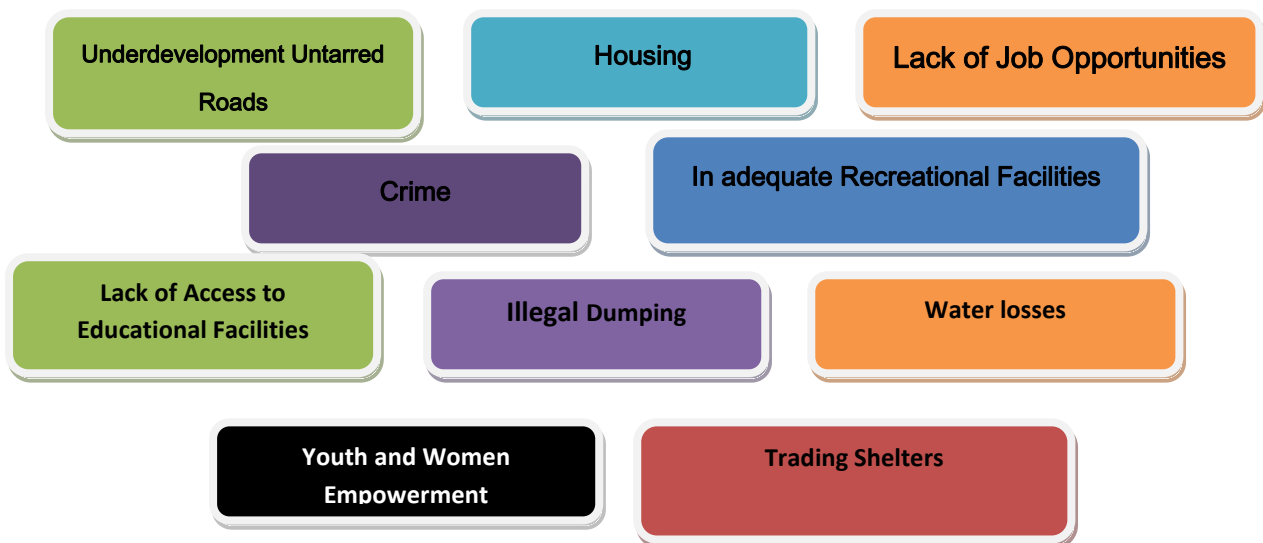 Underdevelopment Untarred
Roads
Housing
Lack of Job Opportunities
Crime
In adequate Recreational Facilities
Lack of Access to
Educational Facilities
Illegal Dumping
Water losses
Youth and Women
Empowerment
Trading Shelters